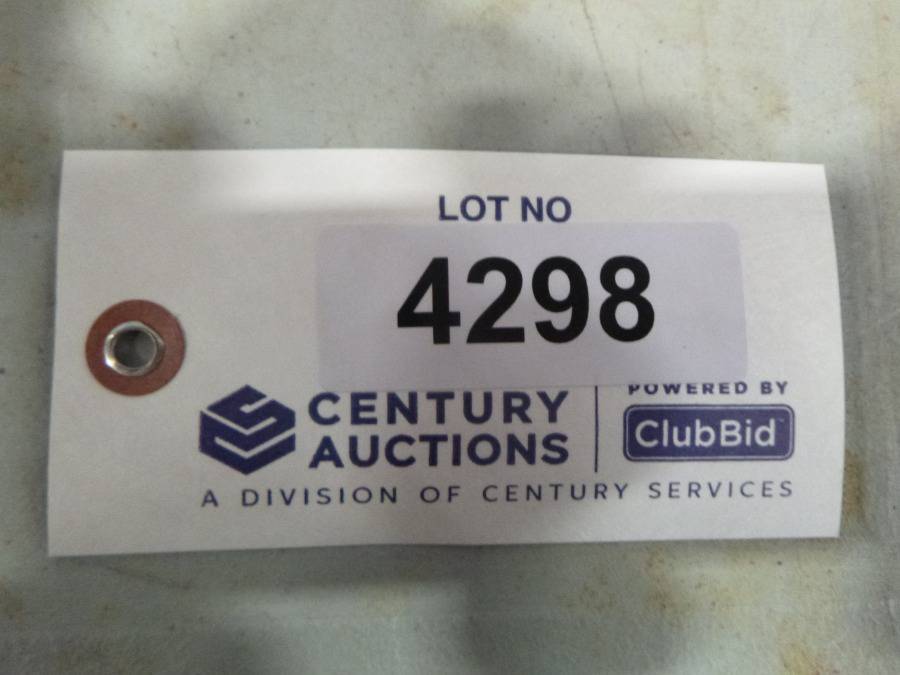 LOT NO
4298
CENTURY
AUCTIONS
POWERED BY
ClubBid
A DIVISION OF CENTURY SERVICES